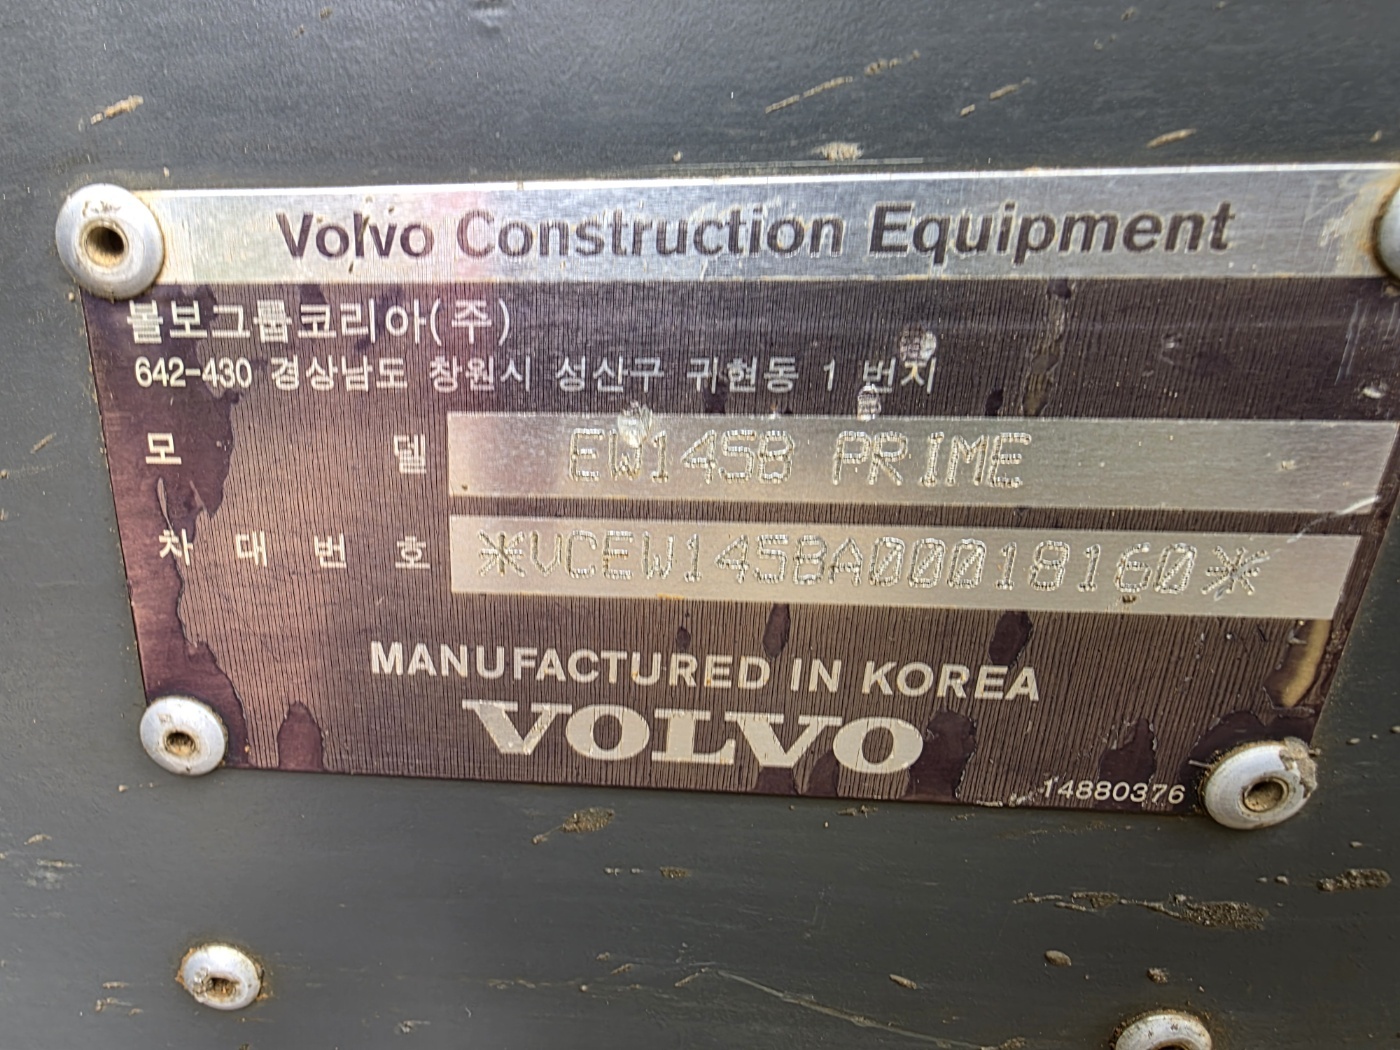 Volvo Construction Equipment
볼보그룹코리아(주)
642-430 경상남도 창원시 성산구 귀현동 1 번지
모 델 EW145B PRIME
차 대 번 호 *VCEW145BA00018160*
MANUFACTURED IN KOREA
VOLVO
14880376